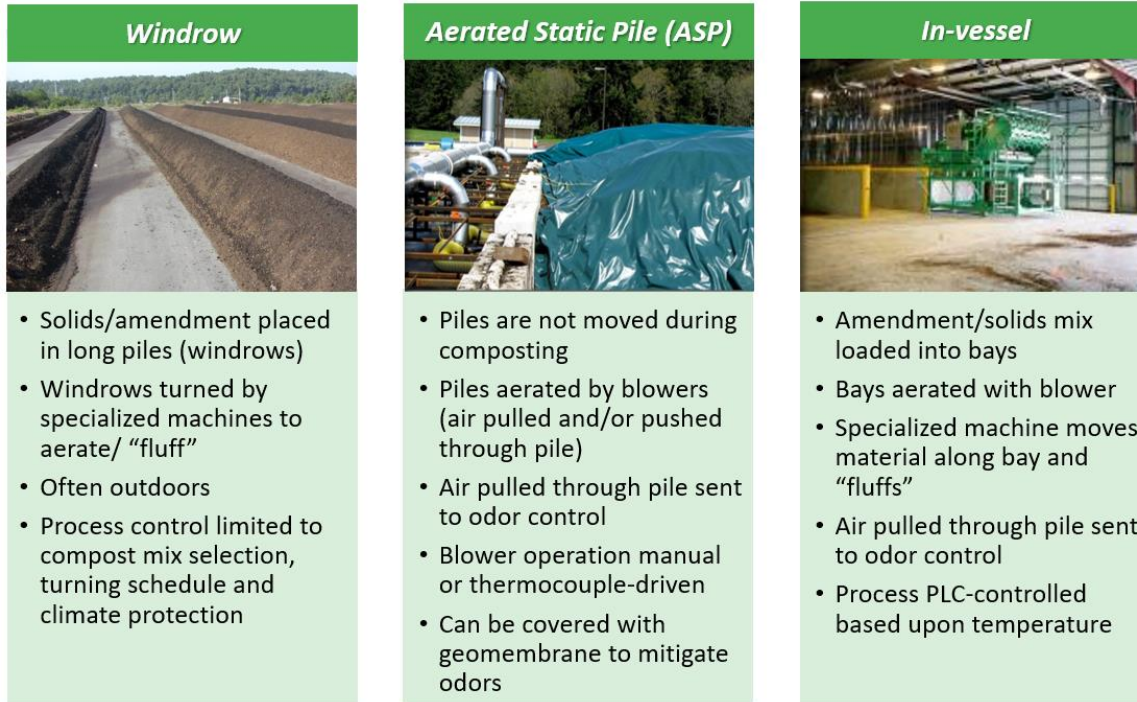 Windrow
• Solids/amendment placed
in long piles (windrows)
• Windrows turned by
specialized machines to
aerate/ “fluff”
• Often outdoors
• Process control limited to
compost mix selection,
turning schedule and
climate protection
Aerated Static Pile (ASP)
• Piles are not moved during
composting
• Piles aerated by blowers
(air pulled and/or pushed
through pile)
• Air pulled through pile sent
to odor control
• Blower operation manual
or thermocouple-driven
• Can be covered with
geomembrane to mitigate
odors
In-vessel
• Amendment/solids mix
loaded into bays
• Bays aerated with blower
• Specialized machine moves
material along bay and
“fluffs”
• Air pulled through pile sent
to odor control
• Process PLC-controlled
based upon temperature